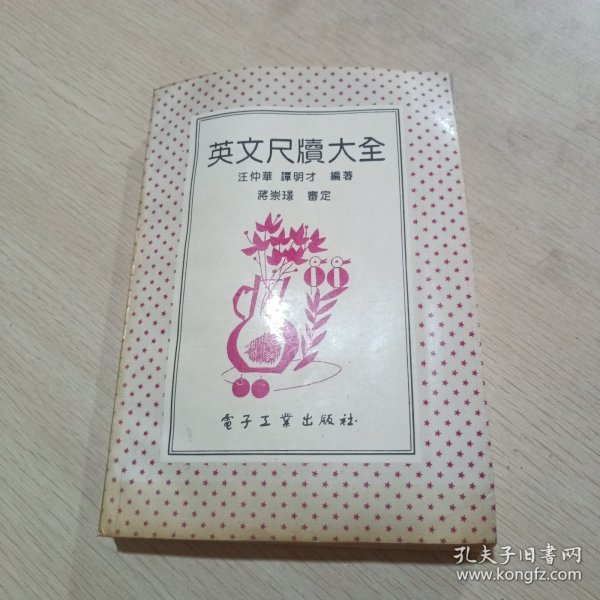 英文尺牘大全
汪仲華 譚明才 編著
蔣崇璟 審定
電子工業出版社
孔夫子旧书网
www.kongfz.com